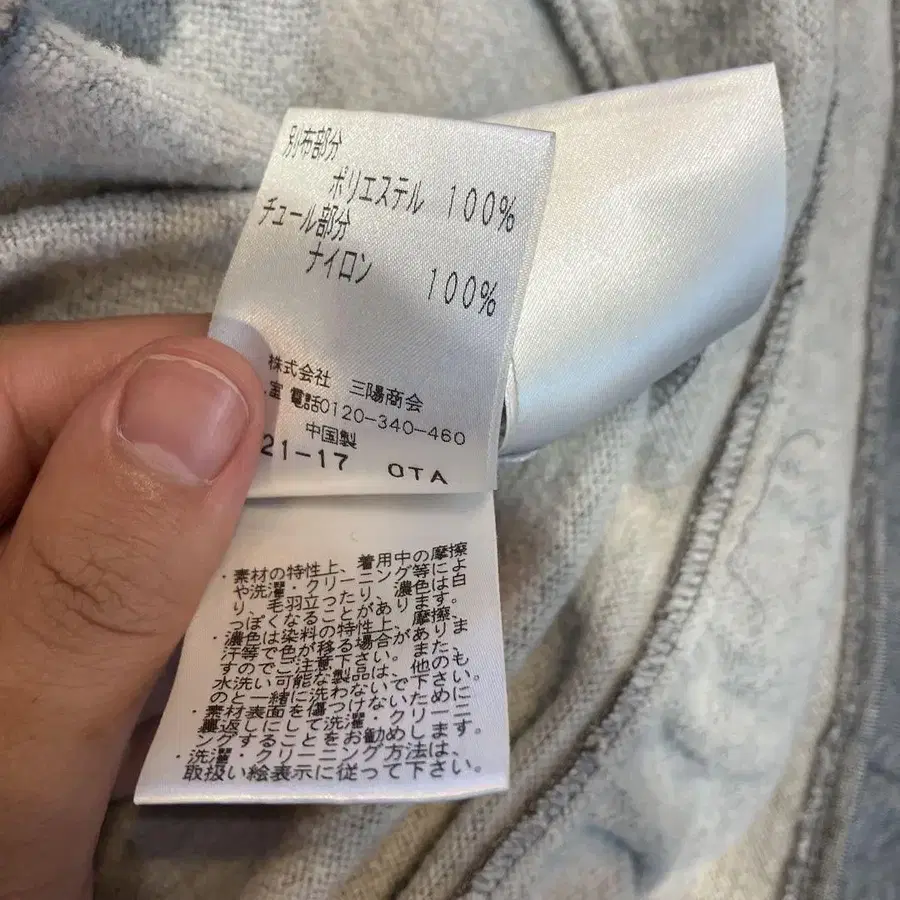 別布部分
ポリエステル 100%
チュール部分
ナイロン 100%
株式会社 三陽商会
室 電話0120-340-460
中国製
21-17 OTA
・素材の特性上、着用中の摩擦
や洗濯・クリーニング等によ
り、毛羽立ったり、濃色は白
っぽくなることがあります。
・濃色は染料の特性上、摩擦、
汗等で色が移る場合がありま
すのでご注意下さい。また、
水洗い可能な製品は、他のも
のと一緒に洗わないで下さい。
・素材表面を傷つけないために
裏返しにして洗濯・クリーニ
ングすることをお勧めします。
・洗濯・クリーニング方法は、
取扱い絵表示に従って下さい。